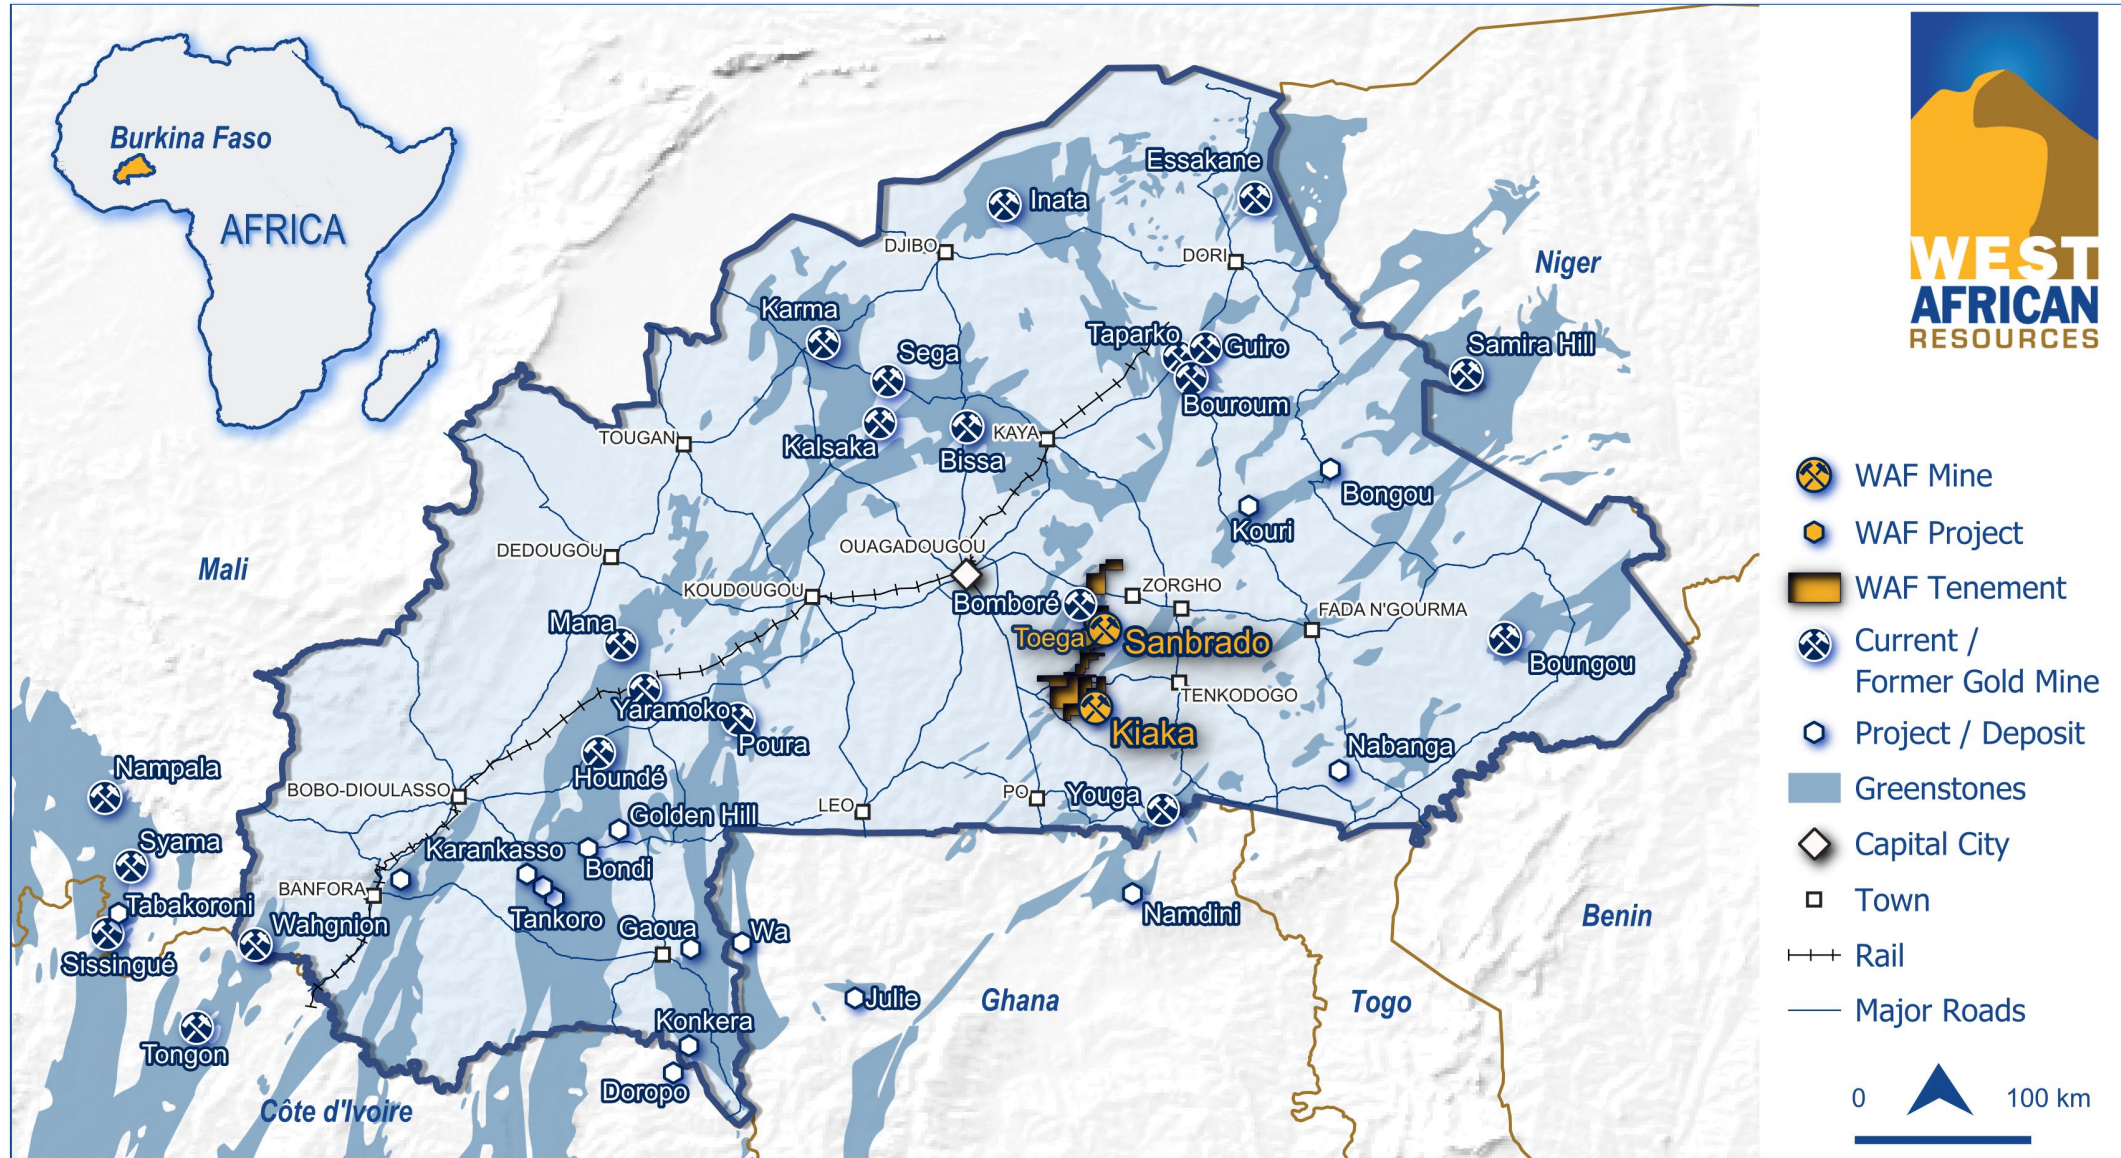 Burkina Faso
AFRICA
Essakane
Inata
DJIBO
DORI
Niger
Karma
Sega
Taparko
Guiro
Samira Hill
Bouroum
TOUGAN
Kalsaka
Bissa
KAYA
Bongou
Kouri
Mali
DEDOUGOU
OUAGADOUGOU
KOUDOUGOU
Bomboré
ZORGHO
FADA N'GOURMA
Mana
Toega
Sanbrado
Boungou
TENKODOGO
Yaramoko
Poura
Kiaka
Nabanga
Nampala
Houndé
BOBO-DIOULASSO
LEO
PO
Youga
Golden Hill
Syama
Karankasso
Bondi
BANFORA
Tabakoroni
Wahgnion
Tankoro
Gaoua
Wa
Namdini
Benin
Sissingué
Julie
Ghana
Togo
Konkera
Tongon
Doropo
Côte d'Ivoire
WEST
AFRICAN
RESOURCES
WAF Mine
WAF Project
WAF Tenement
Current /
Former Gold Mine
Project / Deposit
Greenstones
Capital City
Town
Rail
Major Roads
0 100 km